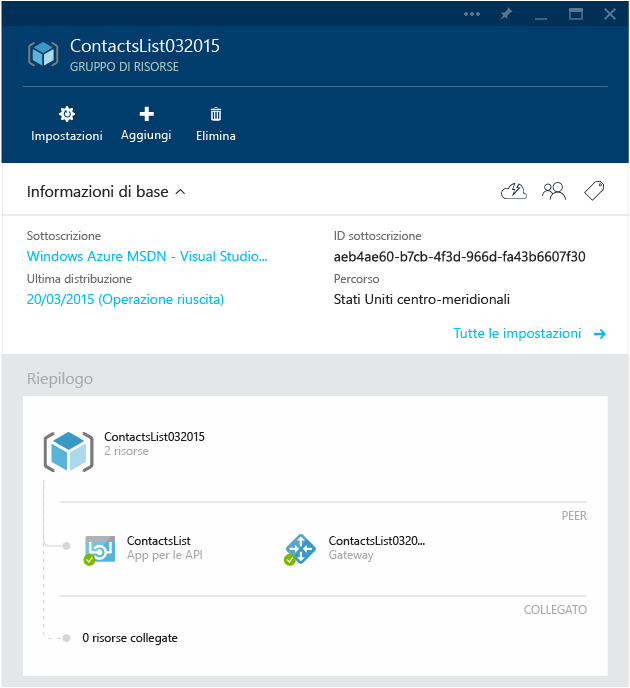 ContactsList032015
GRUPPO DI RISORSE
Impostazioni
Aggiungi
Elimina
Informazioni di base
Sottoscrizione
Windows Azure MSDN - Visual Studio...
ID sottoscrizione
aeb4ae60-b7cb-4f3d-966d-fa43b6607f30
Ultima distribuzione
20/03/2015 (Operazione riuscita)
Percorso
Stati Uniti centro-meridionali
Tutte le impostazioni
Riepilogo
ContactsList032015
2 risorse
PEER
ContactsList
App per le API
ContactsList0320...
Gateway
COLLEGATO
0 risorse collegate